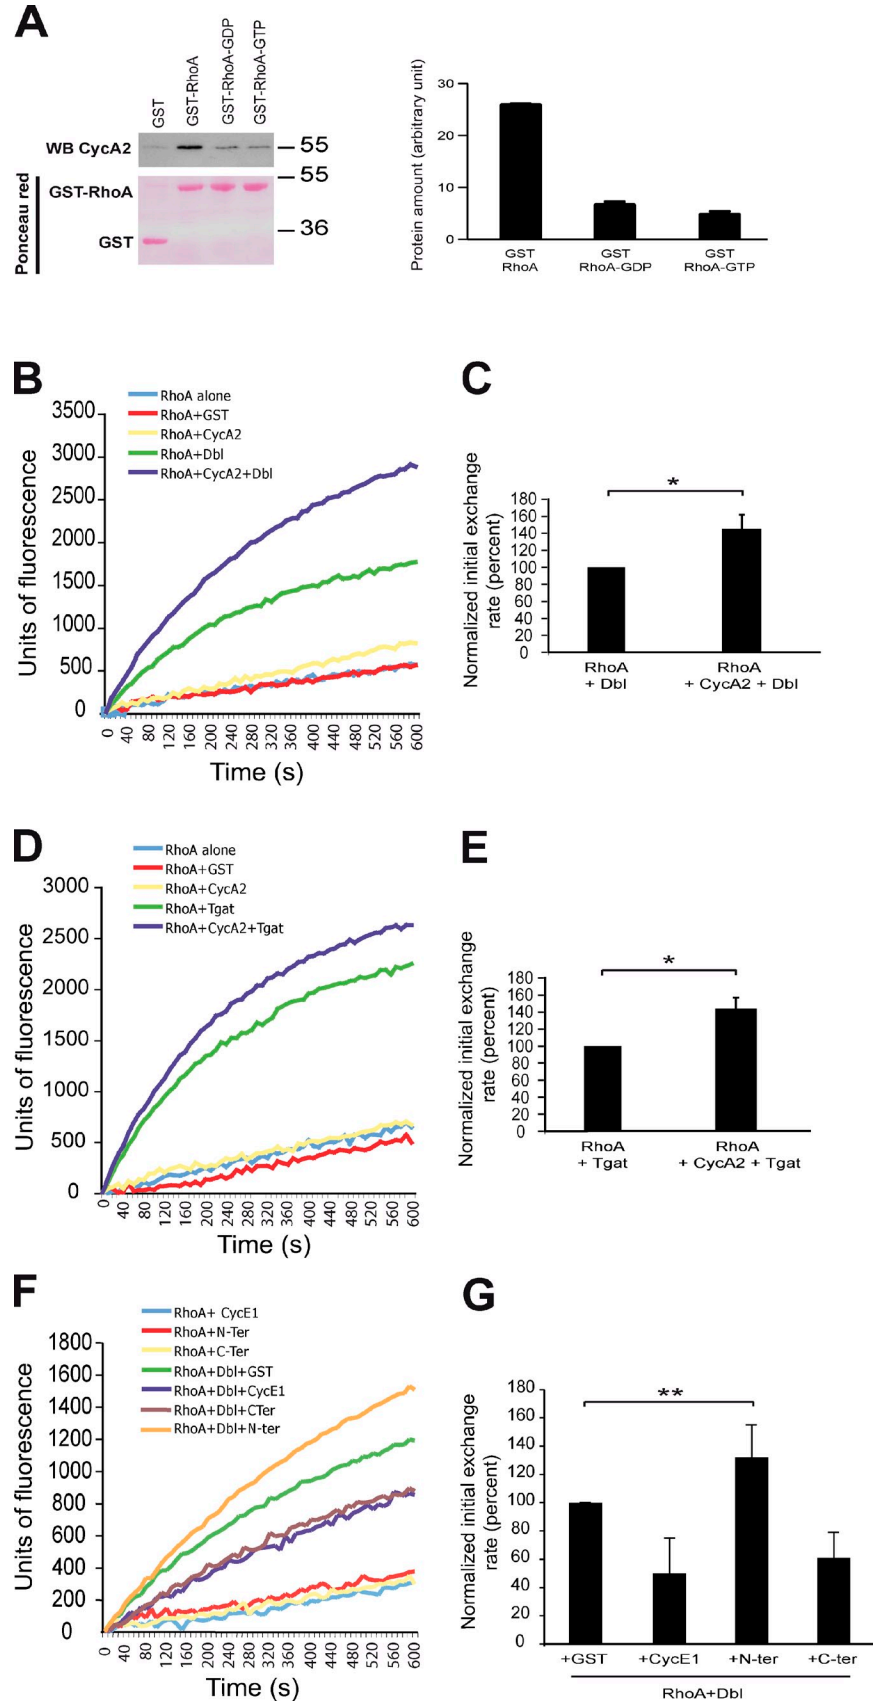 A
GST
GST-RhoA
GST-RhoA-GDP
GST-RhoA-GTP
WB CycA2
55
55
36
Ponceau red
GST-RhoA
GST
Protein amount (arbitrary unit)
30
20
10
0
GST RhoA
GST RhoA-GDP
GST RhoA-GTP
B
RhoA alone
RhoA+GST
RhoA+CycA2
RhoA+Dbl
RhoA+CycA2+Dbl
Units of fluorescence
3500
3000
2500
2000
1500
1000
500
0
0 40 80 120 160 200 240 280 320 360 400 440 480 520 560 600
Time (s)
C
Normalized initial exchange
rate (percent)
180
160
140
120
100
80
60
40
20
0
*
RhoA + Dbl
RhoA + CycA2 + Dbl
D
RhoA alone
RhoA+GST
RhoA+CycA2
RhoA+Tgat
RhoA+CycA2+Tgat
Units of fluorescence
3000
2500
2000
1500
1000
500
0
0 40 80 120 160 200 240 280 320 360 400 440 480 520 560 600
Time (s)
E
Normalized initial exchange
rate (percent)
180
160
140
120
100
80
60
40
20
0
*
RhoA + Tgat
RhoA + CycA2 + Tgat
F
RhoA+ CycE1
RhoA+N-Ter
RhoA+C-Ter
RhoA+Dbl+GST
RhoA+Dbl+CycE1
RhoA+Dbl+CTer
RhoA+Dbl+N-ter
Units of fluorescence
1800
1600
1400
1200
1000
800
600
400
200
0
0 40 80 120 160 200 240 280 320 360 400 440 480 520 560 600
Time (s)
G
Normalized initial exchange
rate (percent)
180
160
140
120
100
80
60
40
20
0
**
+GST +CycE1 +N-ter +C-ter
RhoA+Dbl